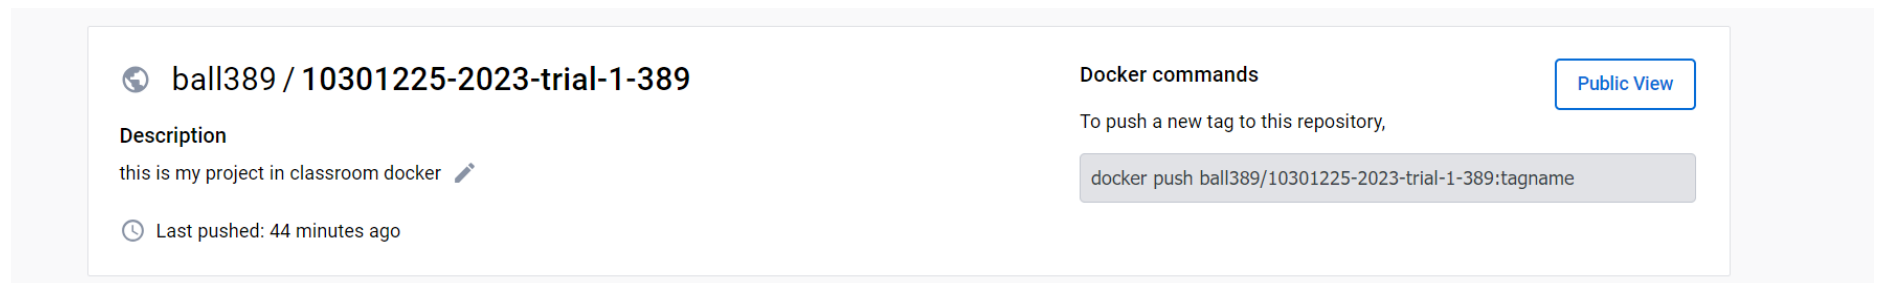 ball389 / 10301225-2023-trial-1-389
Description
this is my project in classroom docker
Last pushed: 44 minutes ago
Docker commands
Public View
To push a new tag to this repository,
docker push ball389/10301225-2023-trial-1-389:tagname